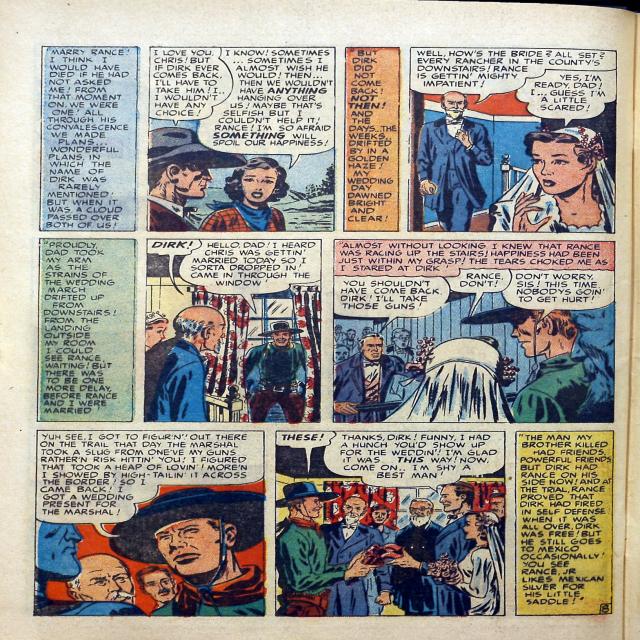 "MARRY RANCE!
I THINK I
WOULD HAVE
DIED IF HE HAD
NOT ASKED
ME! FROM
THAT MOMENT
ON, WE WERE
ONE! ALL
THROUGH HIS
CONVALESCENCE
WE MADE
PLANS...
WONDERFUL
PLANS, IN
WHICH THE
NAME OF
DIRK WAS
RARELY
MENTIONED!
BUT WHEN IT
WAS A CLOUD
PASSED OVER
BOTH OF US!
I LOVE YOU,
CHRIS! BUT
IF DIRK EVER
COMES BACK,
I'LL HAVE TO
TAKE HIM! I...
I WOULDN'T
HAVE ANY
CHOICE!
I KNOW! SOMETIMES
... SOMETIMES I
ALMOST WISH HE
WOULD! THEN...
THEN WE WOULDN'T
HAVE ANYTHING
HANGING OVER
US! MAYBE THAT'S
SELFISH BUT I
COULDN'T HELP IT,
RANCE! I'M SO AFRAID
SOMETHING WILL
SPOIL OUR HAPPINESS!
BUT
DIRK
DID
NOT
COME
BACK!
NOT
THEN!
AND
THE
DAYS, THE
WEEKS,
DRIFTED
BY IN A
GOLDEN
HAZE!
MY
WEDDING
DAY
DAWNED
BRIGHT
AND
CLEAR!
WELL, HOW'S THE BRIDE? ALL SET?
EVERY RANCHER IN THE COUNTY'S
DOWNSTAIRS! RANCE
IS GETTIN' MIGHTY
IMPATIENT!
YES, I'M
READY, DAD!
I... GUESS I'M A
LITTLE
SCARED!
"PROUDLY,
DAD TOOK
MY ARM
AS THE
STRAINS OF
THE WEDDING
MARCH
DRIFTED UP
FROM
DOWNSTAIRS!
FROM THE
LANDING
OUTSIDE
MY ROOM
I COULD
SEE RANCE,
WAITING! BUT
THERE WAS
TO BE ONE
MORE DELAY
BEFORE RANCE
AND I WERE
MARRIED
DIRK!
HELLO, DAD! I HEARD
CHRIS WAS GETTIN'
MARRIED TODAY SO I
SORTA DROPPED IN!
CAME IN THROUGH THE
WINDOW!
"ALMOST WITHOUT LOOKING I KNEW THAT RANCE
WAS RACING UP THE STAIRS! HAPPINESS HAD BEEN
JUST WITHIN MY GRASP! THE TEARS CHOKED ME AS
I STARED AT DIRK!
YOU SHOULDN'T
HAVE COME BACK,
DIRK! I'LL TAKE
THOSE GUNS!
RANCE,
DON'T!
DON'T WORRY,
SIS! THIS TIME,
NOBODY'S GOIN'
TO GET HURT!
YUH SEE, I GOT TO FIGUR'N' OUT THERE
ON THE TRAIL THAT DAY THE MARSHAL
TOOK A SLUG FROM ONE'VE MY GUNS
RATHER'N RISK HITTIN' YOU! I FIGURED
THAT TOOK A HEAP OF LOVIN'! MORE'N
I SHOWED BY HIGH-TAILIN' IT ACROSS
THE BORDER! SO I
CAME BACK! I
GOT A WEDDING
PRESENT FOR
THE MARSHAL!
THESE!
THANKS, DIRK! FUNNY, I HAD
A HUNCH YOU'D SHOW UP
FOR THE WEDDIN'! I'M GLAD
IT WAS THIS WAY! NOW,
COME ON.. I'M SHY A
BEST MAN!
"THE MAN MY
BROTHER KILLED
HAD FRIENDS,
POWERFUL FRIENDS,
BUT DIRK HAD
RANCE ON HIS
SIDE NOW! AND AT
THE TRIAL, RANCE
PROVED THAT
DIRK HAD FIRED
IN SELF DEFENSE
WHEN IT WAS
ALL OVER, DIRK
WAS FREE! BUT
HE STILL GOES
TO MEXICO
OCCASIONALLY!
YOU SEE
RANCE, JR.
LIKES MEXICAN
SILVER FOR
HIS LITTLE
SADDLE!"
8